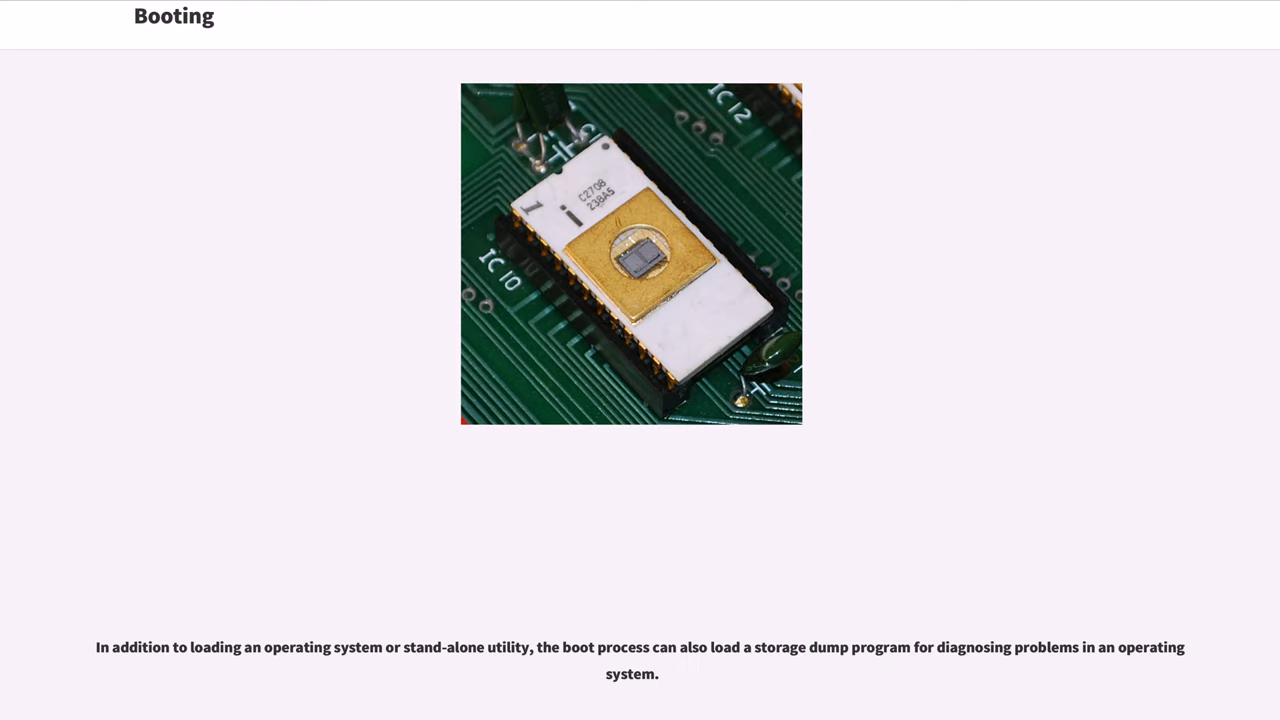 Booting
IC 12
C2708
238A5
i
1
IC 10
In addition to loading an operating system or stand-alone utility, the boot process can also load a storage dump program for diagnosing problems in an operating
system.